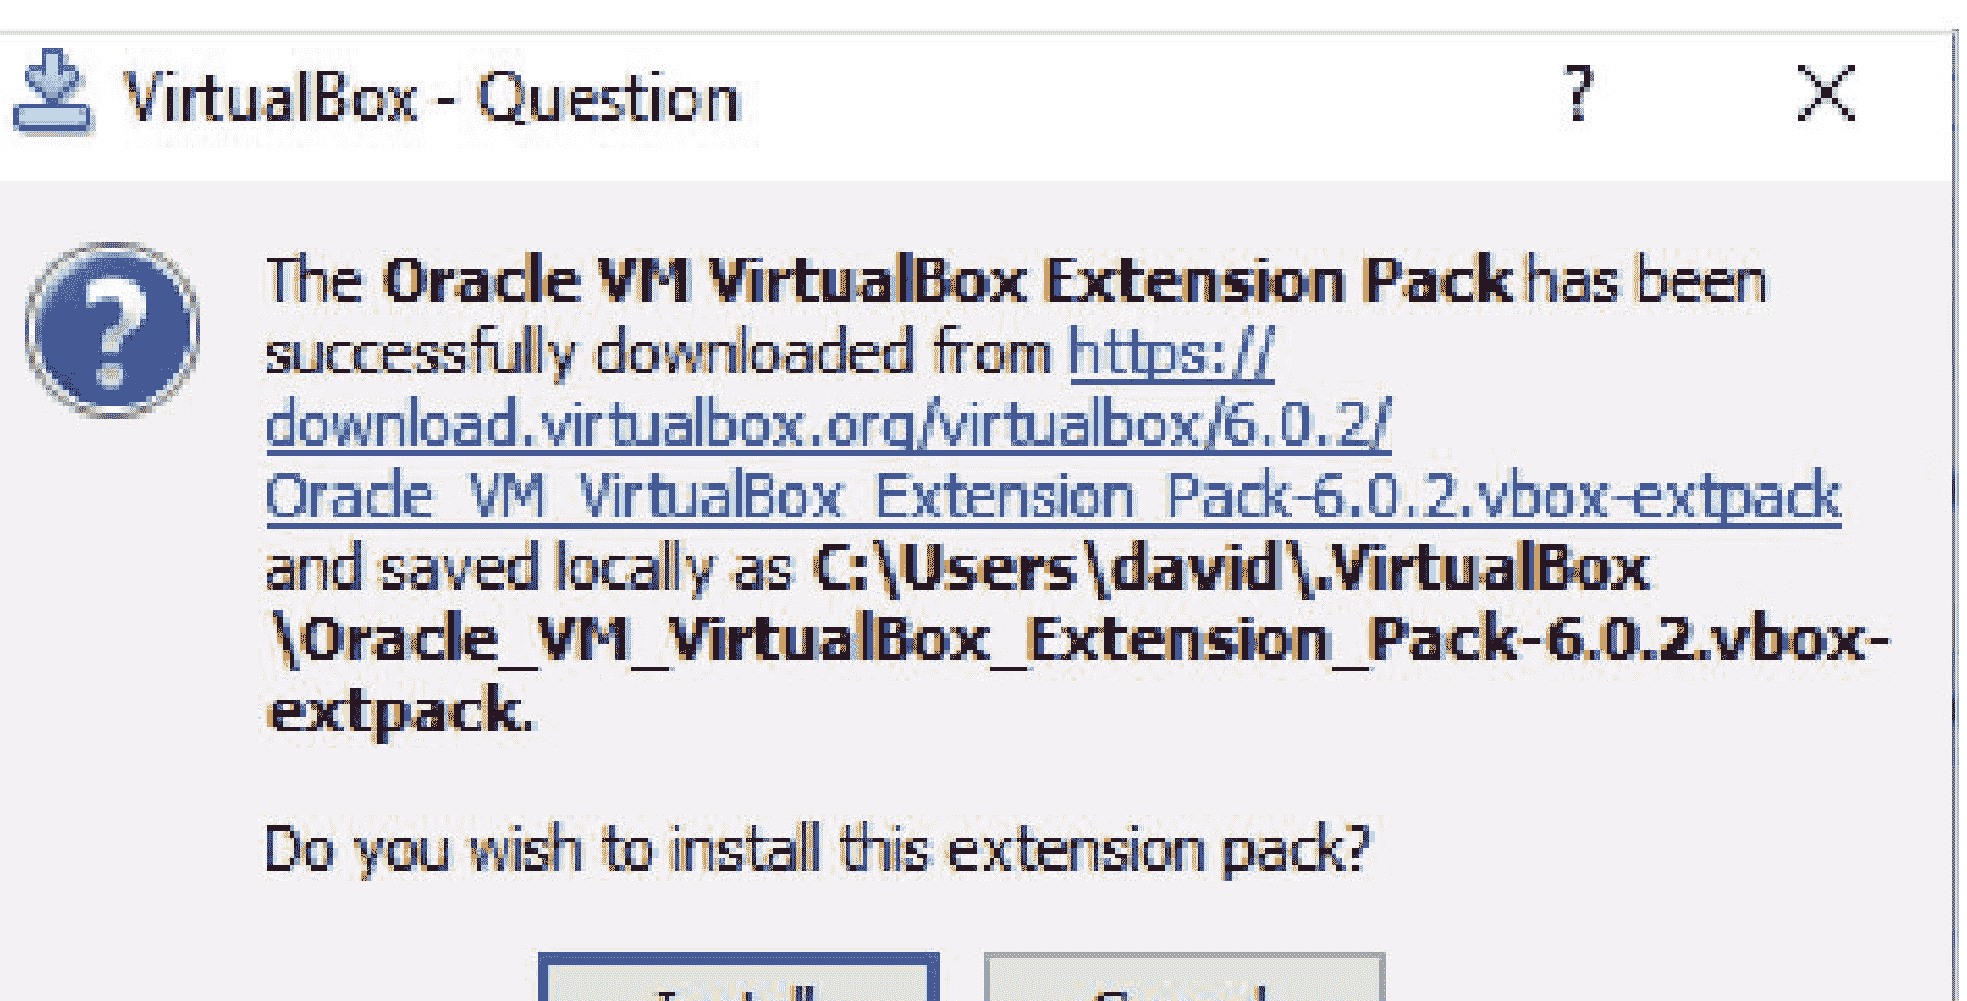 VirtualBox - Question
The Oracle VM VirtualBox Extension Pack has been
successfully downloaded from https://
download.virtualbox.org/virtualbox/6.0.2/
Oracle_VM_VirtualBox_Extension_Pack-6.0.2.vbox-extpack
and saved locally as C:\Users\david\.VirtualBox
\Oracle_VM_VirtualBox_Extension_Pack-6.0.2.vbox-
extpack.
Do you wish to install this extension pack?